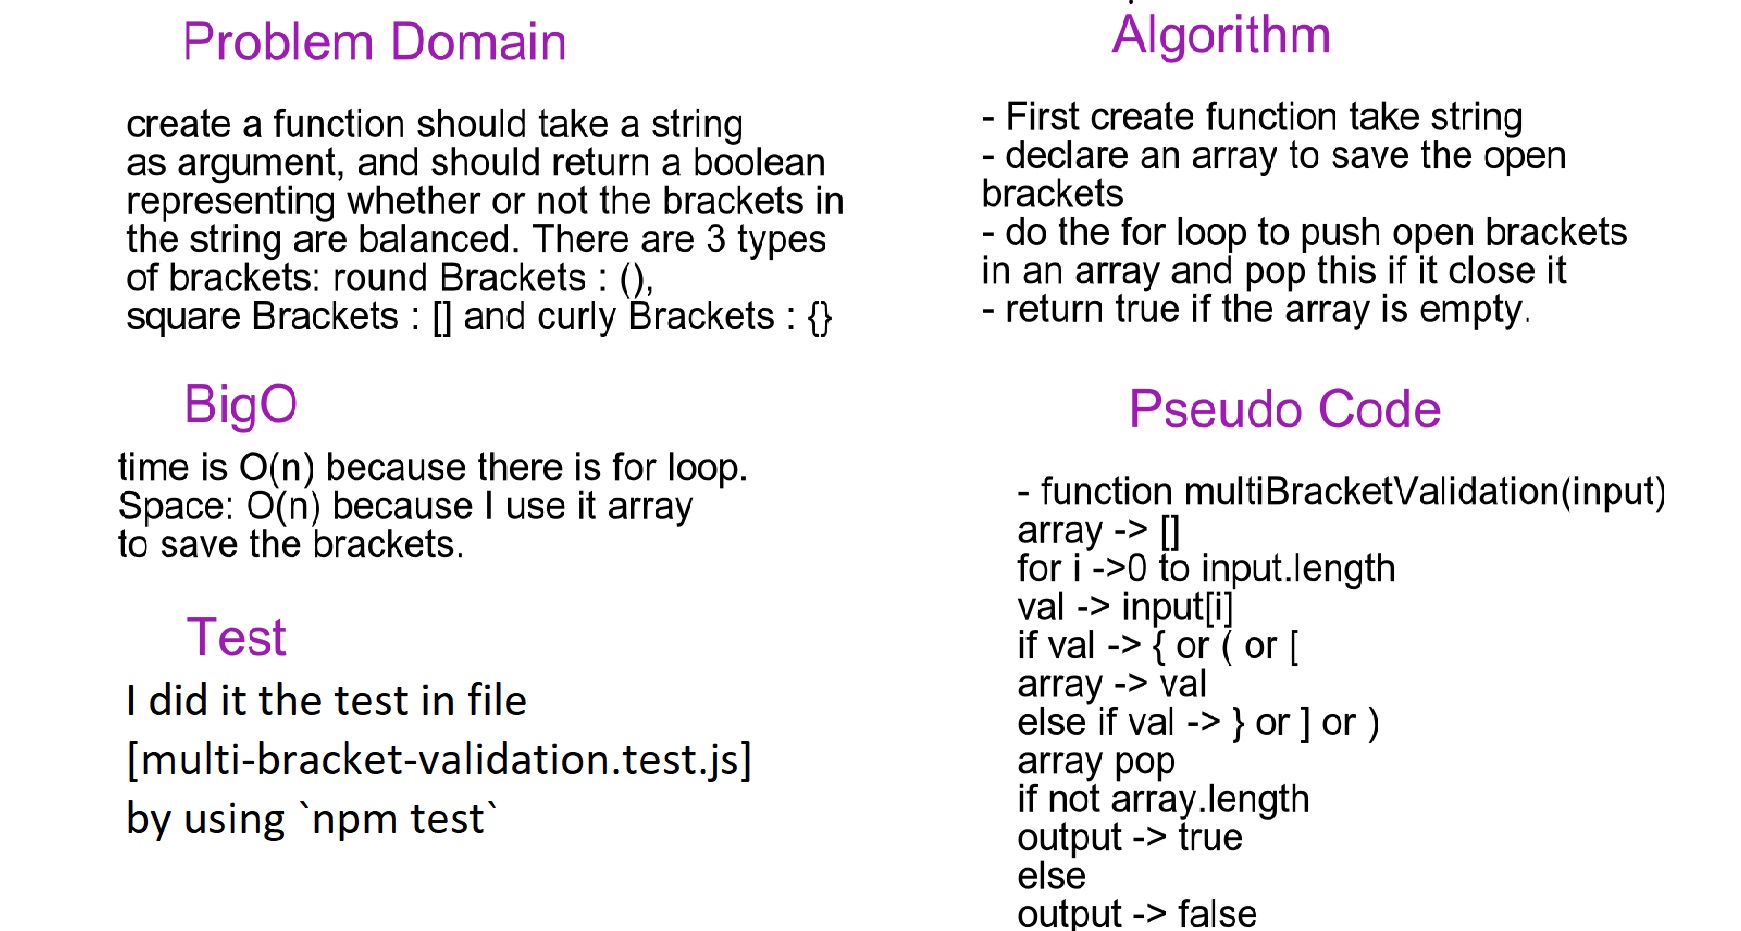 Problem Domain
create a function should take a string
as argument, and should return a boolean
representing whether or not the brackets in
the string are balanced. There are 3 types
of brackets: round Brackets : (),
square Brackets : [] and curly Brackets : {}
BigO
time is O(n) because there is for loop.
Space: O(n) because I use it array
to save the brackets.
Test
I did it the test in file
[multi-bracket-validation.test.js]
by using `npm test`
Algorithm
- First create function take string
- declare an array to save the open
brackets
- do the for loop to push open brackets
in an array and pop this if it close it
- return true if the array is empty.
Pseudo Code
- function multiBracketValidation(input)
array -> []
for i ->0 to input.length
val -> input[i]
if val -> { or ( or [
array -> val
else if val -> } or ] or )
array pop
if not array.length
output -> true
else
output -> false